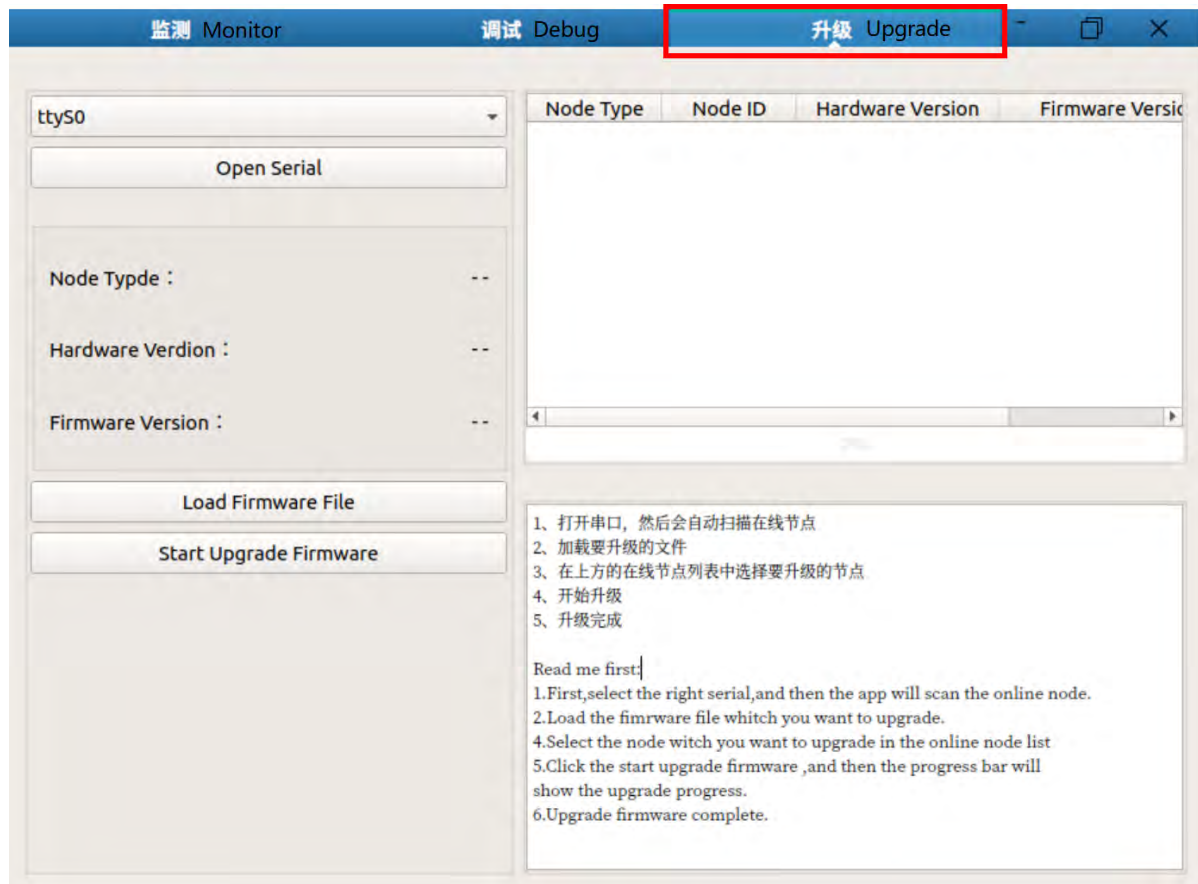 监测 Monitor
调试 Debug
升级 Upgrade
ttyS0
Open Serial
Node Typde： --
Hardware Verdion： --
Firmware Version： --
Load Firmware File
Start Upgrade Firmware
Node Type Node ID Hardware Version Firmware Versic
1、打开串口，然后会自动扫描在线节点
2、加载要升级的文件
3、在上方的在线节点列表中选择要升级的节点
4、开始升级
5、升级完成
Read me first:
1.First,select the right serial,and then the app will scan the online node.
2.Load the fimrware file whitch you want to upgrade.
4.Select the node witch you want to upgrade in the online node list
5.Click the start upgrade firmware ,and then the progress bar will
show the upgrade progress.
6.Upgrade firmware complete.